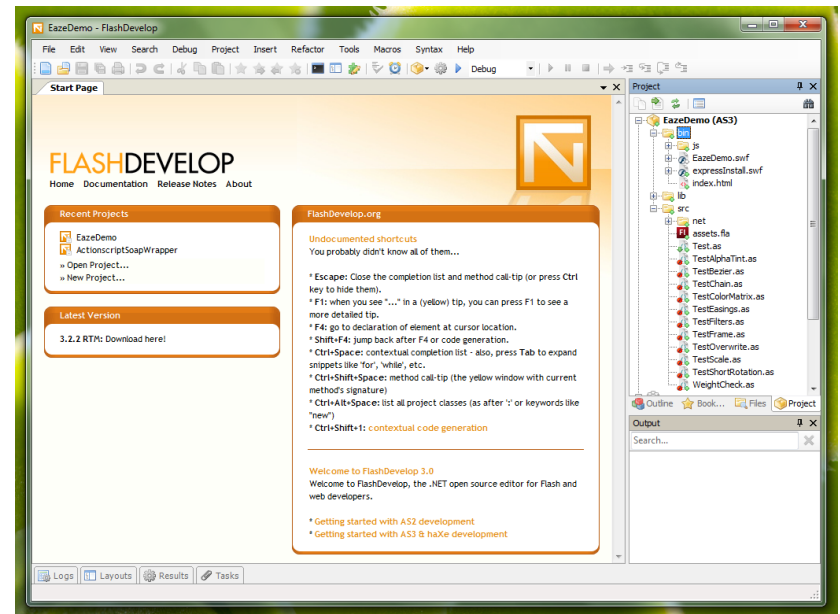 EazeDemo - FlashDevelop
File Edit View Search Debug Project Insert Refactor Tools Macros Syntax Help
Debug
Start Page
FLASHDEVELOP
Home Documentation Release Notes About
Recent Projects
EazeDemo
ActionscriptSoapWrapper
» Open Project...
» New Project...
Latest Version
3.2.2 RTM: Download here!
FlashDevelop.org
Undocumented shortcuts
You probably didn't know all of them...
* Escape: Close the completion list and method call-tip (or press Ctrl
key to hide them).
* F1: when you see "..." in a (yellow) tip, you can press F1 to see a
more detailed tip.
* F4: go to declaration of element at cursor location.
* Shift+F4: jump back after F4 or code generation.
* Ctrl+Space: contextual completion list - also, press Tab to expand
snippets like 'for', 'while', etc.
* Ctrl+Shift+Space: method call-tip (the yellow window with current
method's signature)
* Ctrl+Alt+Space: list all project classes (as after ':' or keywords like
"new")
* Ctrl+Shift+1: contextual code generation
Welcome to FlashDevelop 3.0
Welcome to FlashDevelop, the .NET open source editor for Flash and
web developers.
* Getting started with AS2 development
* Getting started with AS3 & haXe development
Project
EazeDemo (AS3)
bin
js
EazeDemo.swf
expressInstall.swf
index.html
lib
src
net
Fl assets.fla
Test.as
TestAlphaTint.as
TestBezier.as
TestChain.as
TestColorMatrix.as
TestEasings.as
TestFilters.as
TestFrame.as
TestOverwrite.as
TestScale.as
TestShortRotation.as
WeightCheck.as
Outline Book... Files Project
Output
Search...
Logs Layouts Results Tasks